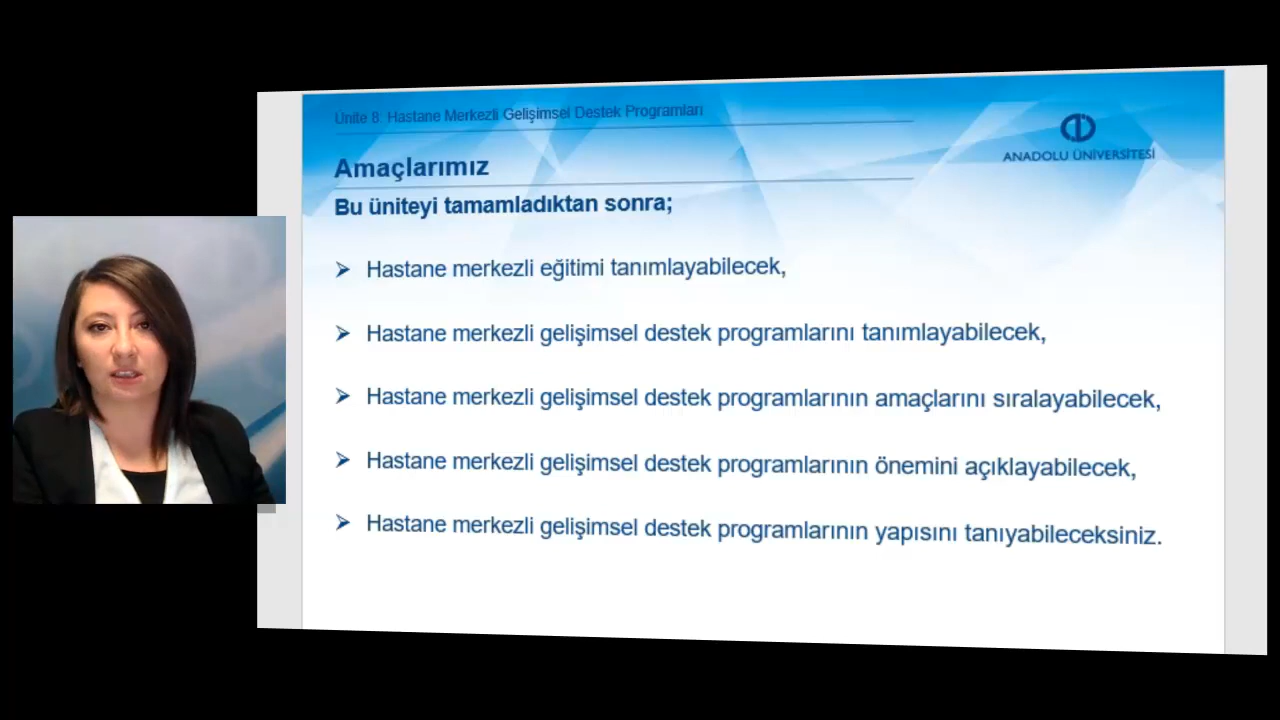 Ünite 8: Hastane Merkezli Gelişimsel Destek Programları
ANADOLU ÜNİVERSİTESİ
Amaçlarımız
Bu üniteyi tamamladıktan sonra;
➢ Hastane merkezli eğitimi tanımlayabilecek,
➢ Hastane merkezli gelişimsel destek programlarını tanımlayabilecek,
➢ Hastane merkezli gelişimsel destek programlarının amaçlarını sıralayabilecek,
➢ Hastane merkezli gelişimsel destek programlarının önemini açıklayabilecek,
➢ Hastane merkezli gelişimsel destek programlarının yapısını tanıyabileceksiniz.